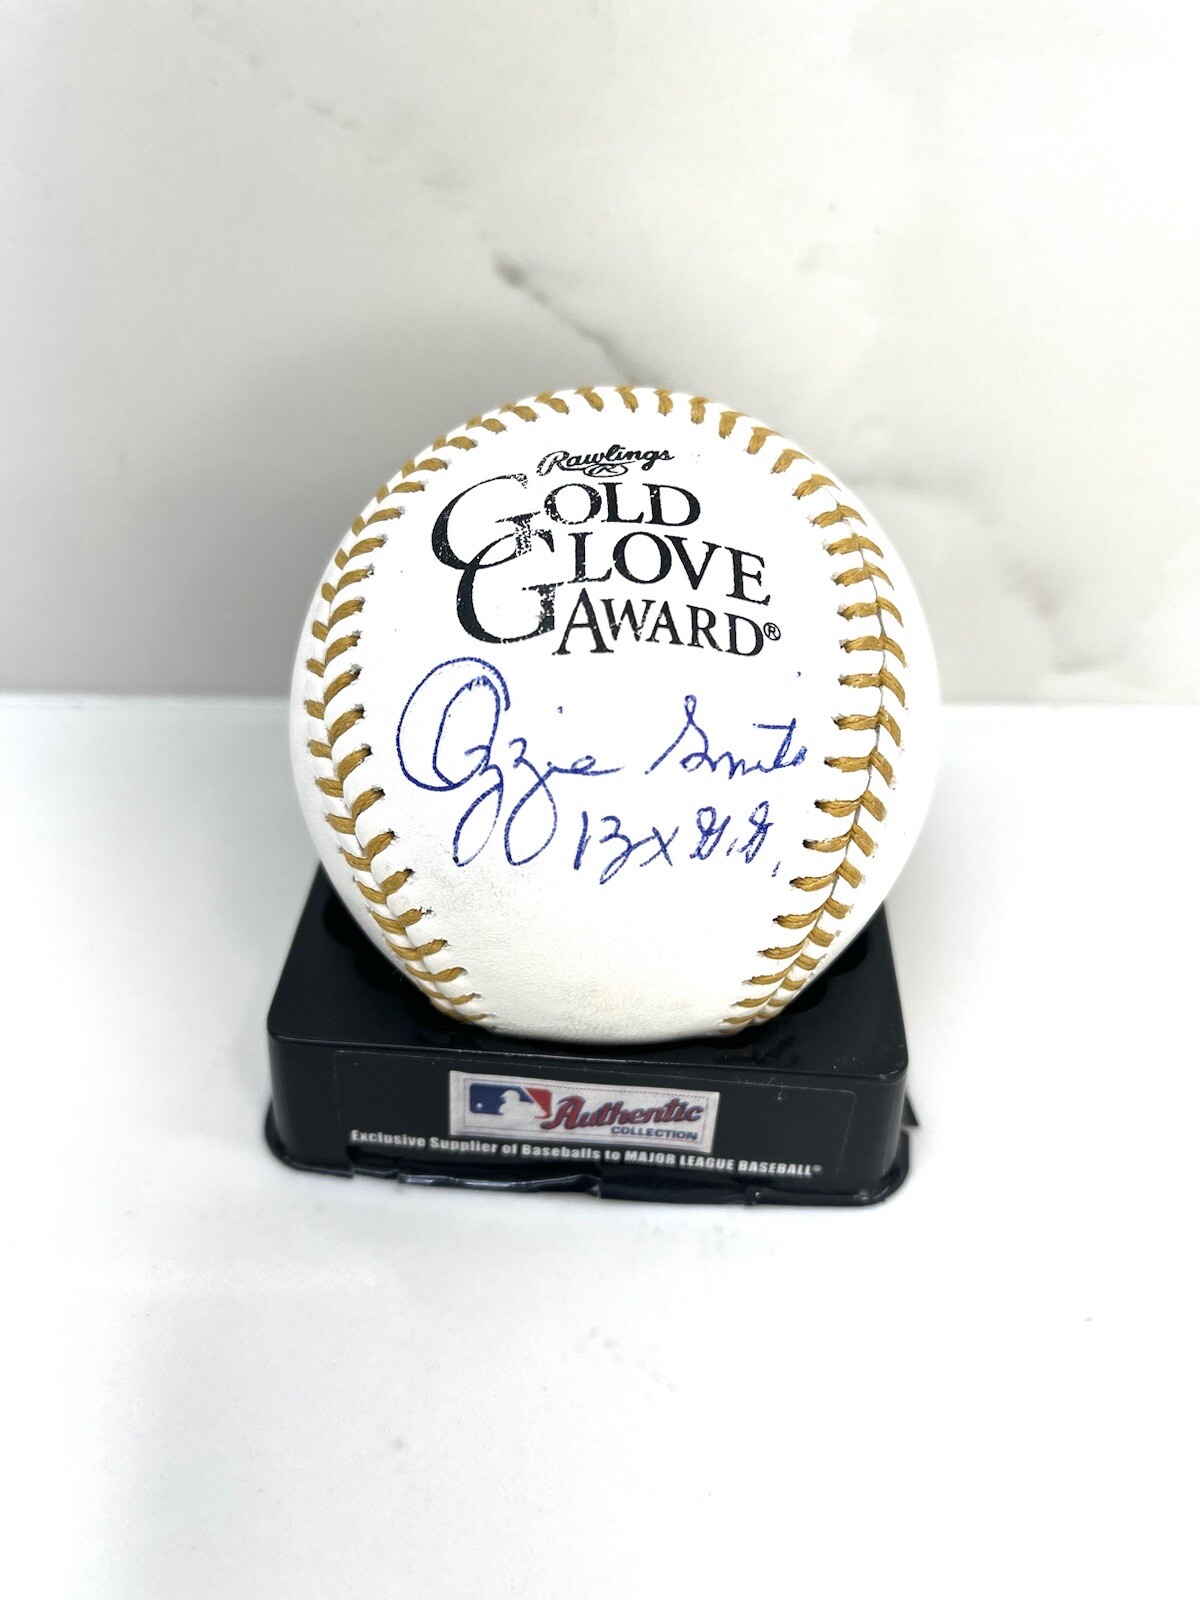 Rawlings
R
GOLD
GLOVE
AWARD®
Ozzie Smith
13x G.G.
Authentic
COLLECTION
Exclusive Supplier of Baseballs to MAJOR LEAGUE BASEBALL®